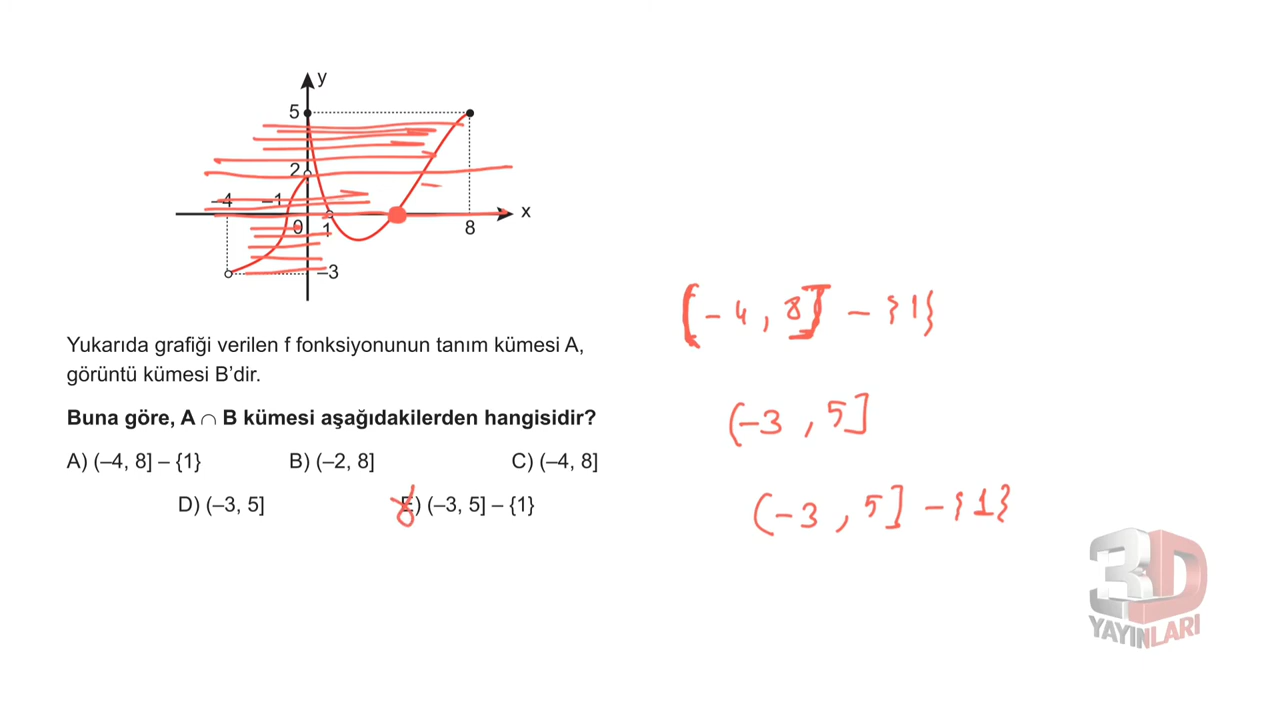 y
5
2
–4 –1
x
0 1 8
–3
[-4, 8] - {1}
Yukarıda grafiği verilen f fonksiyonunun tanım kümesi A,
görüntü kümesi B'dir.
(-3, 5]
Buna göre, A ∩ B kümesi aşağıdakilerden hangisidir?
A) (–4, 8] – {1} B) (–2, 8] C) (–4, 8]
D) (–3, 5] E) (–3, 5] – {1}
(-3, 5] - {1}
3D
YAYINLARI